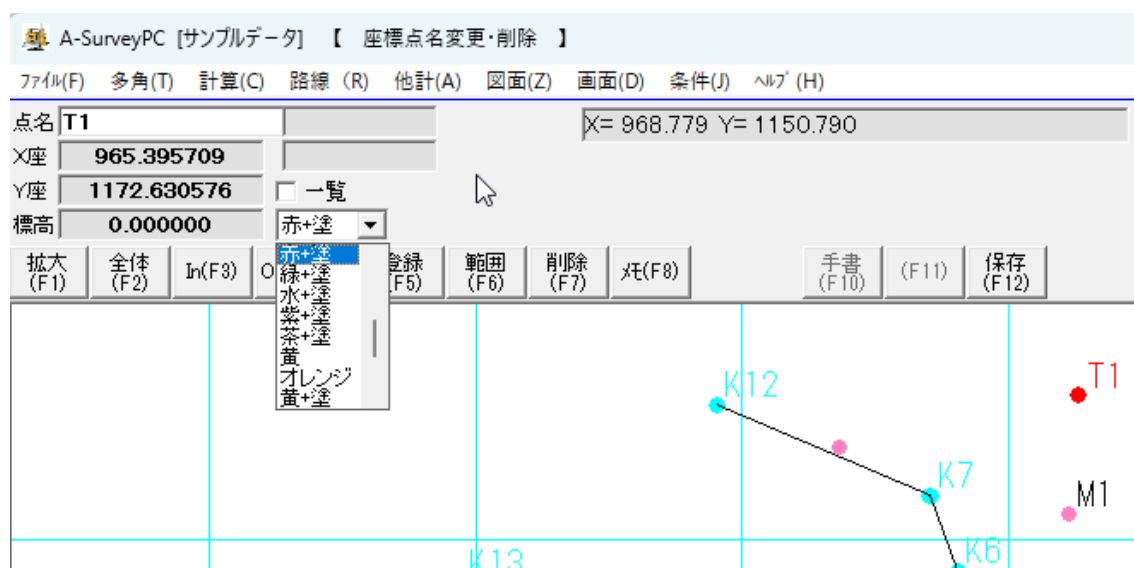 A-SurveyPC [サンプルデータ] 【 座標点名変更・削除 】
ﾌｧｲﾙ(F) 多角(T) 計算(C) 路線 (R) 他計(A) 図面(Z) 画面(D) 条件(J) ﾍﾙﾌﾟ(H)
点名 T1 X= 968.779 Y= 1150.790
X座 965.395709
Y座 1172.630576 一覧
標高 0.000000 赤+塗
拡大(F1) 全体(F2) In(F3) O 登録(F5) 範囲(F6) 削除(F7) ﾒﾓ(F8) 手書(F10) (F11) 保存(F12)
赤+塗
緑+塗
水+塗
紫+塗
茶+塗
黄
オレンジ
黄+塗
K12
T1
K7
M1
K6
K13